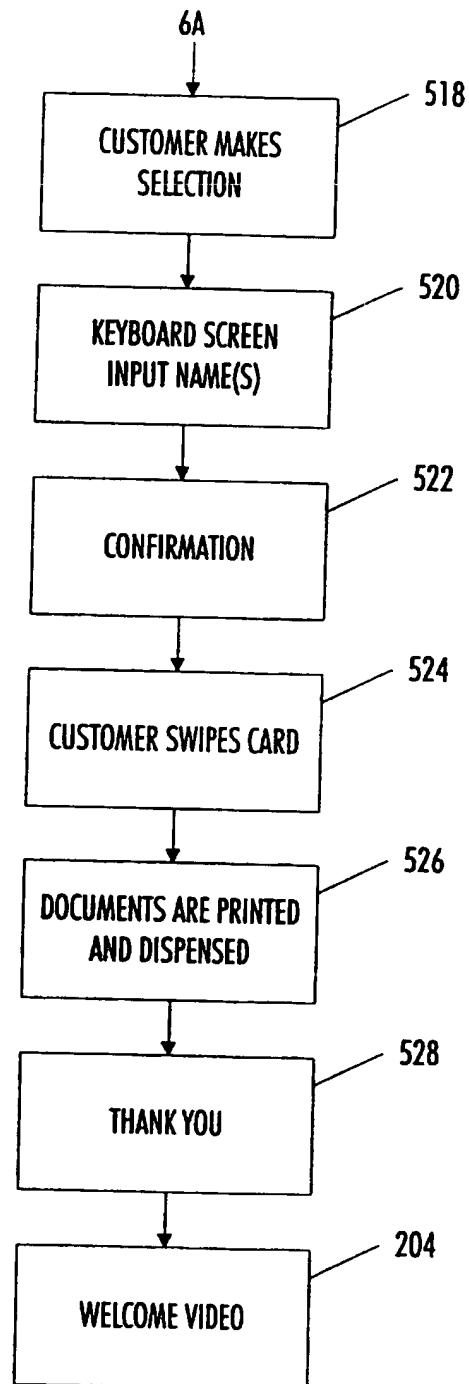 6A
518
CUSTOMER MAKES
SELECTION
520
KEYBOARD SCREEN
INPUT NAME(S)
522
CONFIRMATION
524
CUSTOMER SWIPES CARD
526
DOCUMENTS ARE PRINTED
AND DISPENSED
528
THANK YOU
204
WELCOME VIDEO